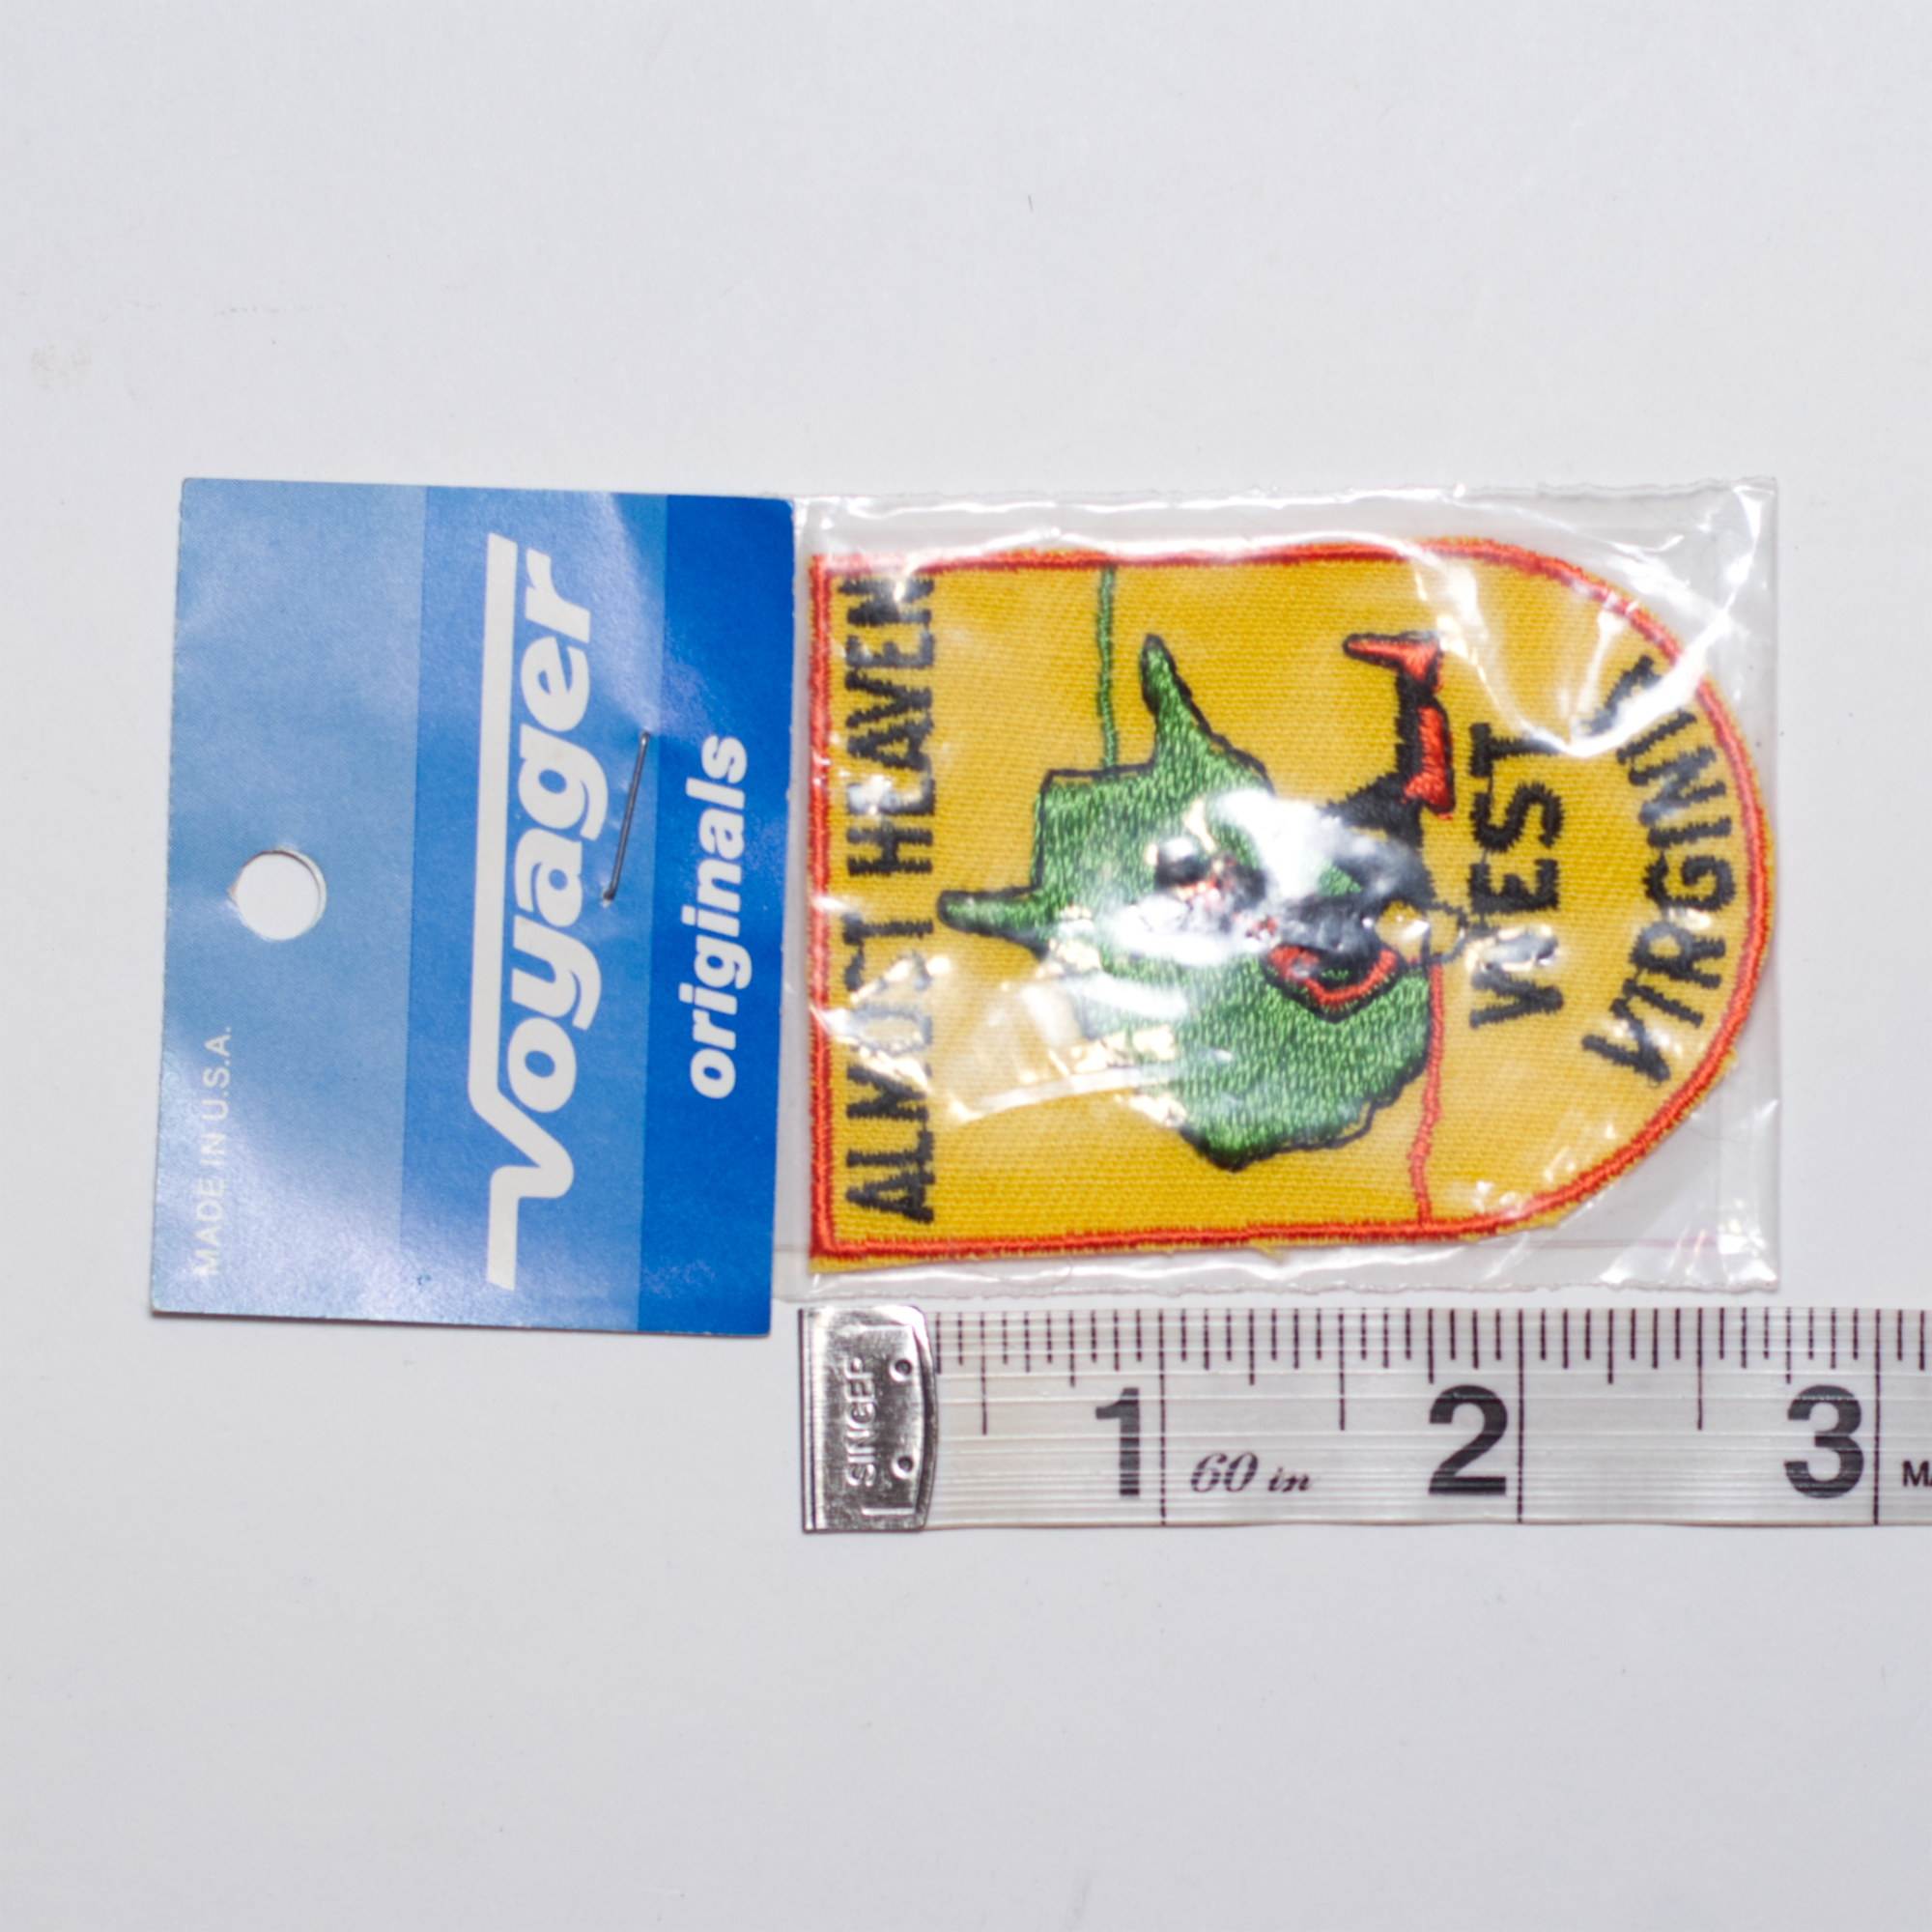 MADE IN U.S.A.
Voyager
originals
ALMOST HEAVEN
WEST
VIRGINIA
SINGER
1 60 in 2 3